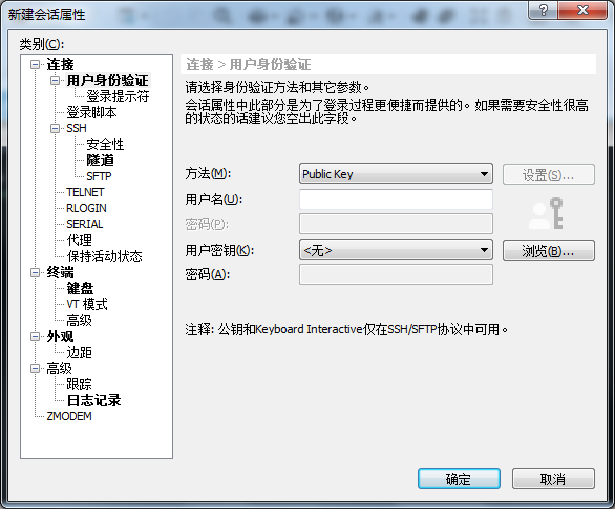 新建会话属性
类别(C):
连接
用户身份验证
登录提示符
登录脚本
SSH
安全性
隧道
SFTP
TELNET
RLOGIN
SERIAL
代理
保持活动状态
终端
键盘
VT 模式
高级
外观
边距
高级
跟踪
日志记录
ZMODEM
连接 > 用户身份验证
请选择身份验证方法和其它参数。
会话属性中此部分是为了登录过程更便捷而提供的。如果需要安全性很高
的状态的话建议您空出此字段。
方法(M):
Public Key
设置(S)...
用户名(U):
密码(P):
用户密钥(K):
<无>
浏览(B)...
密码(A):
注释: 公钥和Keyboard Interactive仅在SSH/SFTP协议中可用。
确定
取消